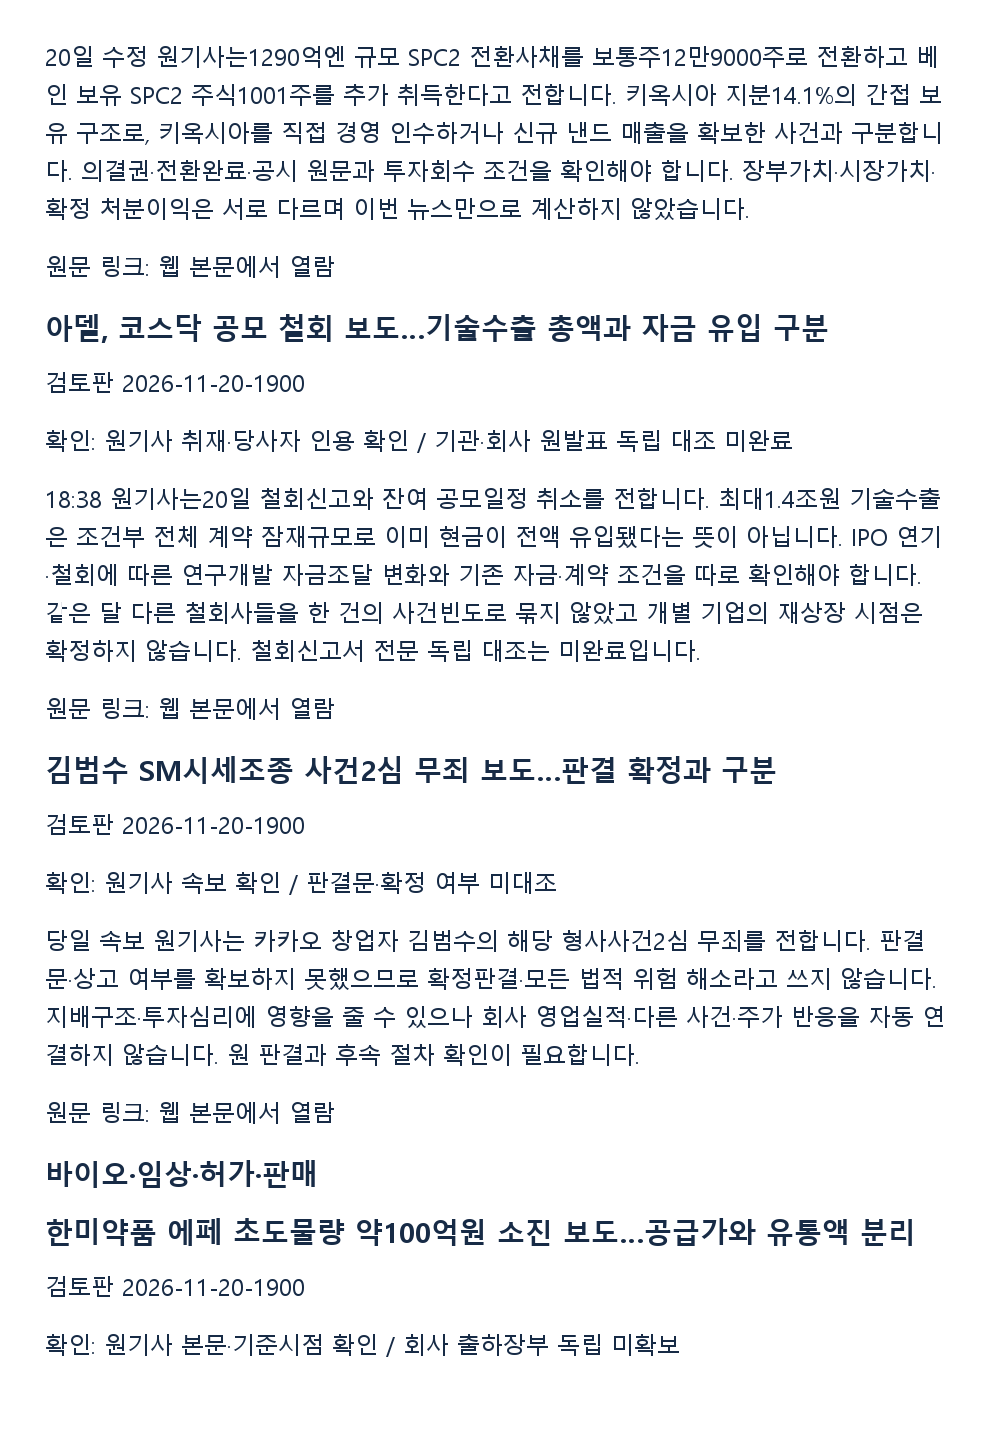 20일 수정 원기사는1290억엔 규모 SPC2 전환사채를 보통주12만9000주로 전환하고 베
인 보유 SPC2 주식1001주를 추가 취득한다고 전합니다. 키옥시아 지분14.1%의 간접 보
유 구조로, 키옥시아를 직접 경영 인수하거나 신규 낸드 매출을 확보한 사건과 구분합니
다. 의결권·전환완료·공시 원문과 투자회수 조건을 확인해야 합니다. 장부가치·시장가치·
확정 처분이익은 서로 다르며 이번 뉴스만으로 계산하지 않았습니다.
원문 링크: 웹 본문에서 열람
아델, 코스닥 공모 철회 보도…기술수출 총액과 자금 유입 구분
검토판 2026-11-20-1900
확인: 원기사 취재·당사자 인용 확인 / 기관·회사 원발표 독립 대조 미완료
18:38 원기사는20일 철회신고와 잔여 공모일정 취소를 전합니다. 최대1.4조원 기술수출
은 조건부 전체 계약 잠재규모로 이미 현금이 전액 유입됐다는 뜻이 아닙니다. IPO 연기
·철회에 따른 연구개발 자금조달 변화와 기존 자금·계약 조건을 따로 확인해야 합니다.
같은 달 다른 철회사들을 한 건의 사건빈도로 묶지 않았고 개별 기업의 재상장 시점은
확정하지 않습니다. 철회신고서 전문 독립 대조는 미완료입니다.
원문 링크: 웹 본문에서 열람
김범수 SM시세조종 사건2심 무죄 보도…판결 확정과 구분
검토판 2026-11-20-1900
확인: 원기사 속보 확인 / 판결문·확정 여부 미대조
당일 속보 원기사는 카카오 창업자 김범수의 해당 형사사건2심 무죄를 전합니다. 판결
문·상고 여부를 확보하지 못했으므로 확정판결·모든 법적 위험 해소라고 쓰지 않습니다.
지배구조·투자심리에 영향을 줄 수 있으나 회사 영업실적·다른 사건·주가 반응을 자동 연
결하지 않습니다. 원 판결과 후속 절차 확인이 필요합니다.
원문 링크: 웹 본문에서 열람
바이오·임상·허가·판매
한미약품 에페 초도물량 약100억원 소진 보도…공급가와 유통액 분리
검토판 2026-11-20-1900
확인: 원기사 본문·기준시점 확인 / 회사 출하장부 독립 미확보